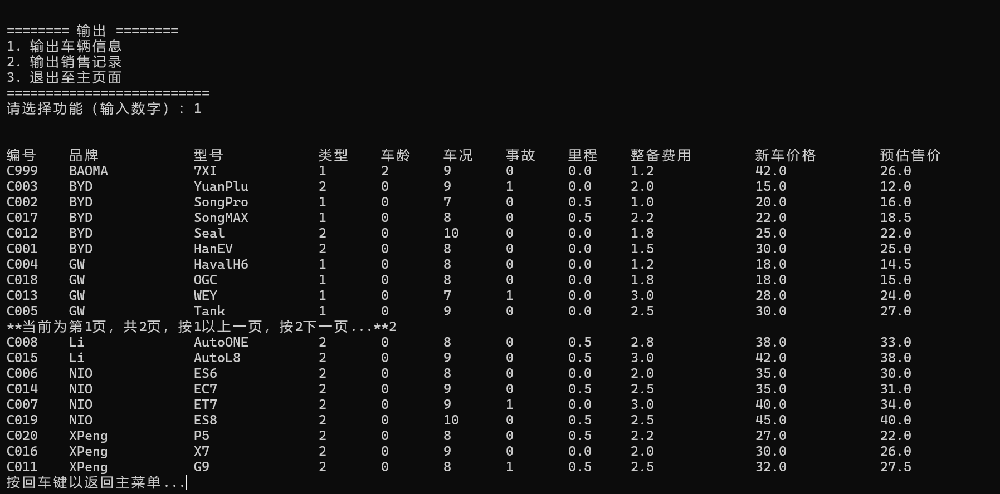 ======== 输出 ========
1. 输出车辆信息
2. 输出销售记录
3. 退出至主页面
==========================
请选择功能（输入数字）: 1
编号 品牌 型号 类型 车龄 车况 事故 里程 整备费用 新车价格 预估售价
C999 BAOMA 7XI 1 2 9 0 0.0 1.2 42.0 26.0
C003 BYD YuanPlu 2 0 9 1 0.0 2.0 15.0 12.0
C002 BYD SongPro 1 0 7 0 0.5 1.0 20.0 16.0
C017 BYD SongMAX 1 0 8 0 0.5 2.2 22.0 18.5
C012 BYD Seal 2 0 10 0 0.0 1.8 25.0 22.0
C001 BYD HanEV 2 0 8 0 0.0 1.5 30.0 25.0
C004 GW HavalH6 1 0 8 0 0.0 1.2 18.0 14.5
C018 GW OGC 1 0 8 0 0.0 1.8 18.0 15.0
C013 GW WEY 1 0 7 1 0.0 3.0 28.0 24.0
C005 GW Tank 1 0 9 0 0.0 2.5 30.0 27.0
**当前为第1页, 共2页, 按1以上一页, 按2下一页...**2
C008 Li AutoONE 2 0 8 0 0.5 2.8 38.0 33.0
C015 Li AutoL8 2 0 9 0 0.5 3.0 42.0 38.0
C006 NIO ES6 2 0 8 0 0.0 2.0 35.0 30.0
C014 NIO EC7 2 0 9 0 0.5 2.5 35.0 31.0
C007 NIO ET7 2 0 9 1 0.0 3.0 40.0 34.0
C019 NIO ES8 2 0 10 0 0.5 2.5 45.0 40.0
C020 XPeng P5 2 0 8 0 0.5 2.2 27.0 22.0
C016 XPeng X7 2 0 9 0 0.0 2.0 30.0 26.0
C011 XPeng G9 2 0 8 1 0.5 2.5 32.0 27.5
按回车键以返回主菜单...